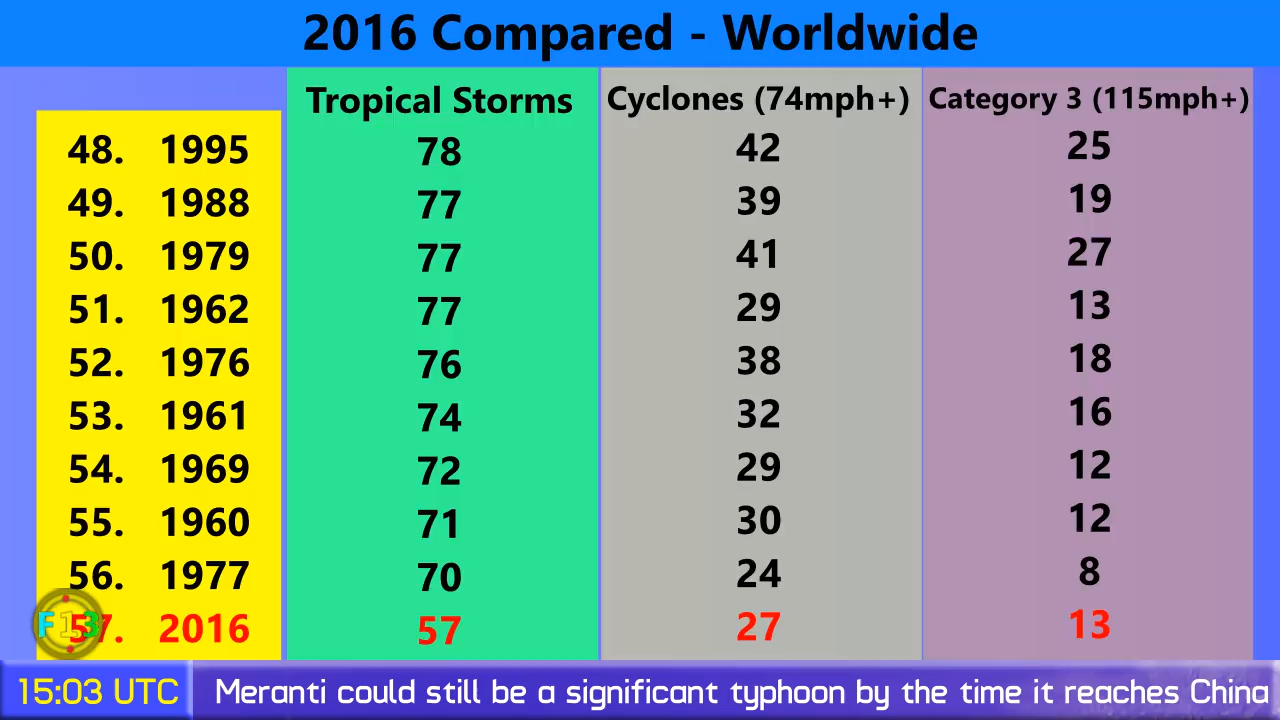 2016 Compared - Worldwide
Tropical Storms Cyclones (74mph+) Category 3 (115mph+)
48. 1995 78 42 25
49. 1988 77 39 19
50. 1979 77 41 27
51. 1962 77 29 13
52. 1976 76 38 18
53. 1961 74 32 16
54. 1969 72 29 12
55. 1960 71 30 12
56. 1977 70 24 8
57. 2016 57 27 13
F13
15:03 UTC Meranti could still be a significant typhoon by the time it reaches China